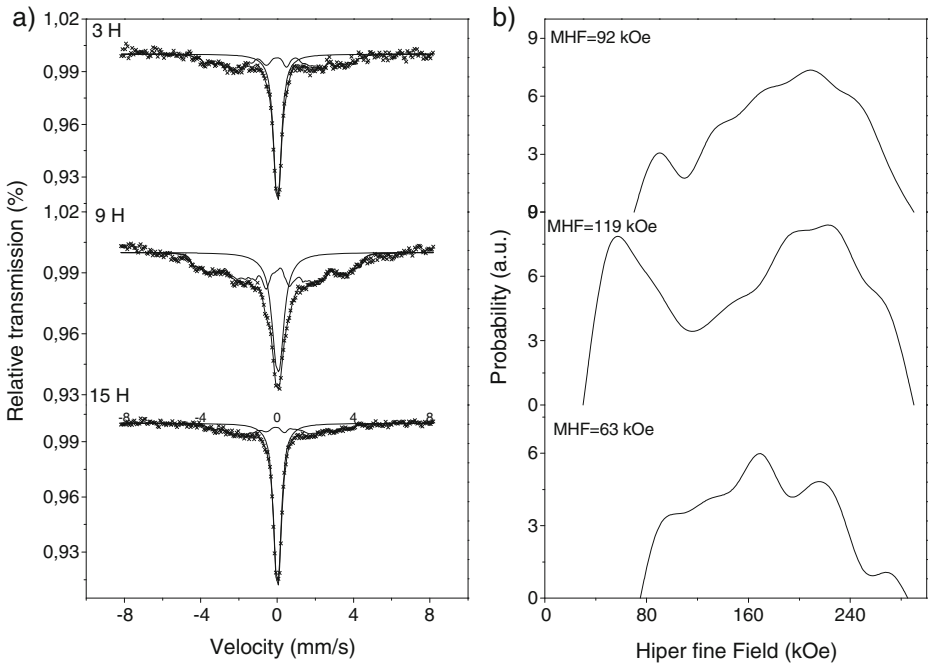 a)
1,02
3 H
0,99
0,96
0,93
1,02
9 H
0,99
0,96
0,93
15 H
-8 -4 0 4 8
0,99
0,96
0,93
-8 -4 0 4 8
Relative transmission (%)
Velocity (mm/s)
b)
9
MHF=92 kOe
6
3
0
9
MHF=119 kOe
6
3
0
MHF=63 kOe
6
3
0
0 80 160 240
Probability (a.u.)
Hiper fine Field (kOe)